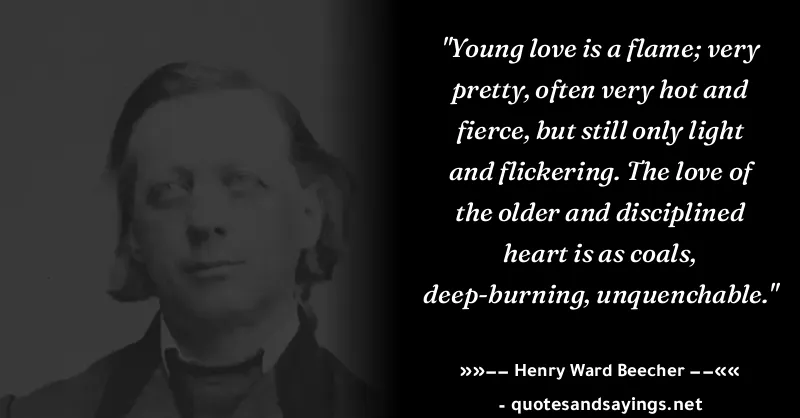 "Young love is a flame; very
pretty, often very hot and
fierce, but still only light
and flickering. The love of
the older and disciplined
heart is as coals,
deep-burning, unquenchable."
»»–– Henry Ward Beecher ––««
- quotesandsayings.net